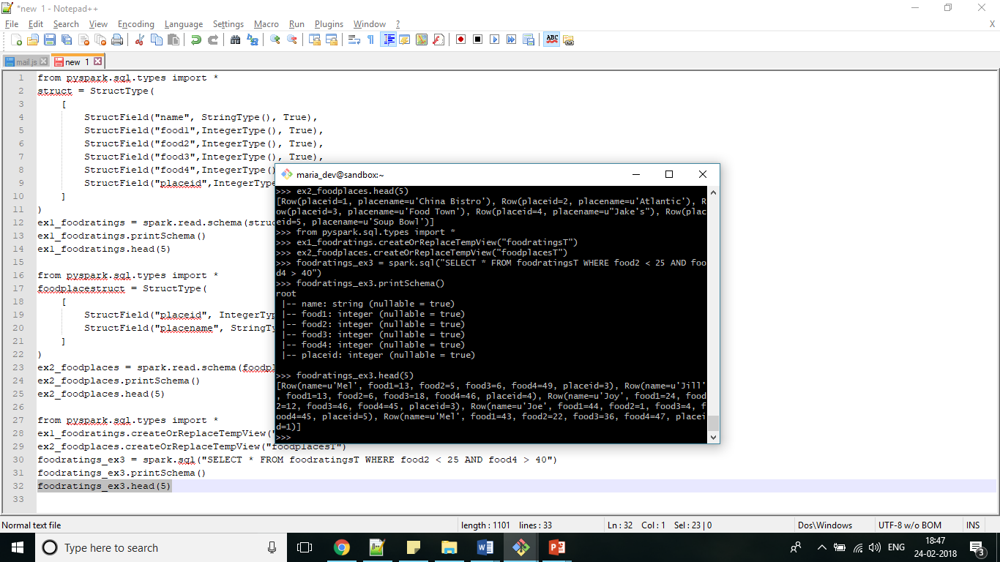 *new 1 - Notepad++
File Edit Search View Encoding Language Settings Macro Run Plugins Window ? X
ABC
mail.js new 1
1 from pyspark.sql.types import *
2 struct = StructType(
3 [
4 StructField("name", StringType(), True),
5 StructField("food1",IntegerType(), True),
6 StructField("food2",IntegerType(), True),
7 StructField("food3",IntegerType(), True),
8 StructField("food4",IntegerType()
9 StructField("placeid",IntegerType
10 ]
11 )
12 ex1_foodratings = spark.read.schema(struc
13 ex1_foodratings.printSchema()
14 ex1_foodratings.head(5)
15
16 from pyspark.sql.types import *
17 foodplacestruct = StructType(
18 [
19 StructField("placeid", IntegerTyp
20 StructField("placename", StringTy
21 ]
22 )
23 ex2_foodplaces = spark.read.schema(foodpl
24 ex2_foodplaces.printSchema()
25 ex2_foodplaces.head(5)
26
27 from pyspark.sql.types import *
28 ex1_foodratings.createOrReplaceTempView("
29 ex2_foodplaces.createOrReplaceTempView("foodplacesT")
30 foodratings_ex3 = spark.sql("SELECT * FROM foodratingsT WHERE food2 < 25 AND food4 > 40")
31 foodratings_ex3.printSchema()
32 foodratings_ex3.head(5)
33
maria_dev@sandbox:~
>>> ex2_foodplaces.head(5)
[Row(placeid=1, placename=u'China Bistro'), Row(placeid=2, placename=u'Atlantic'), R
ow(placeid=3, placename=u'Food Town'), Row(placeid=4, placename=u"Jake's"), Row(plac
eid=5, placename=u'Soup Bowl')]
>>> from pyspark.sql.types import *
>>> ex1_foodratings.createOrReplaceTempView("foodratingsT")
>>> ex2_foodplaces.createOrReplaceTempView("foodplacesT")
>>> foodratings_ex3 = spark.sql("SELECT * FROM foodratingsT WHERE food2 < 25 AND foo
d4 > 40")
>>> foodratings_ex3.printSchema()
root
|-- name: string (nullable = true)
|-- food1: integer (nullable = true)
|-- food2: integer (nullable = true)
|-- food3: integer (nullable = true)
|-- food4: integer (nullable = true)
|-- placeid: integer (nullable = true)
>>> foodratings_ex3.head(5)
[Row(name=u'Mel', food1=13, food2=5, food3=6, food4=49, placeid=3), Row(name=u'Jill'
, food1=13, food2=6, food3=18, food4=46, placeid=4), Row(name=u'Joy', food1=24, food
2=12, food3=46, food4=45, placeid=3), Row(name=u'Joe', food1=44, food2=1, food3=4, f
ood4=45, placeid=5), Row(name=u'Mel', food1=43, food2=22, food3=36, food4=47, placei
d=1)]
>>>
Normal text file length : 1101 lines : 33 Ln : 32 Col : 1 Sel : 23 | 0 Dos\Windows UTF-8 w/o BOM INS
Type here to search ENG 18:47
24-02-2018 3